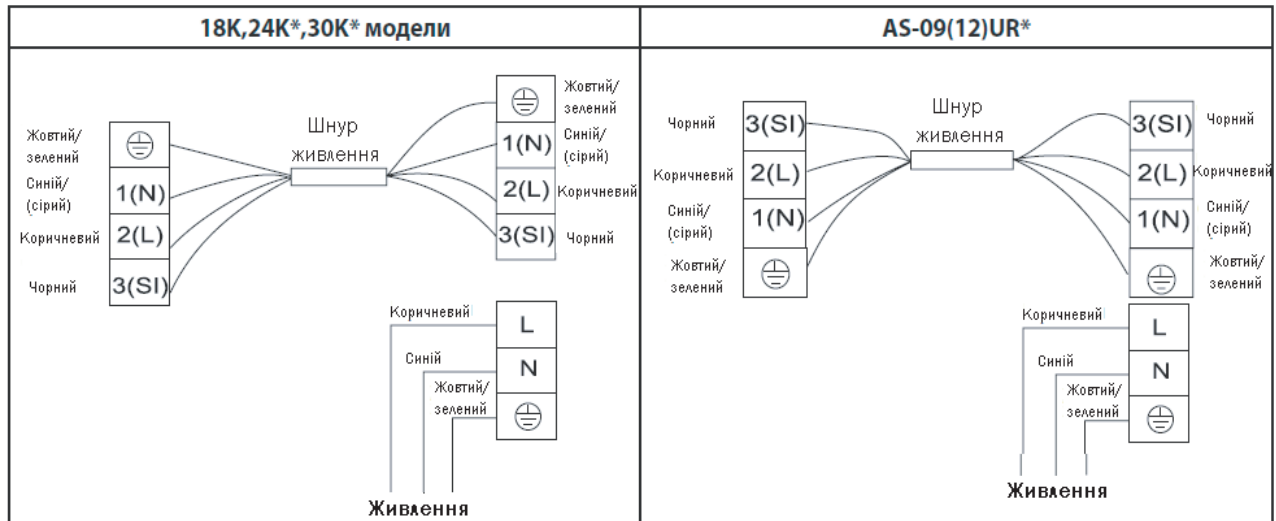 18K,24K*,30K* модели
AS-09(12)UR*
Жовтий/
зелений
Синій/
(сірий)
1(N)
Коричневий
2(L)
Чорний
3(SI)
Шнур
живлення
Жовтий/
зелений
1(N)
Синій/
(сірий)
2(L)
Коричневий
3(SI)
Чорний
Коричневий
L
Синій
N
Жовтий/
зелений
Живлення
Чорний
3(SI)
Коричневий
2(L)
Синій/
(сірий)
1(N)
Жовтий/
зелений
Шнур
живлення
3(SI)
Чорний
2(L)
Коричневий
1(N)
Синій/
(сірий)
Жовтий/
зелений
Коричневий
L
Синій
N
Жовтий/
зелений
Живлення